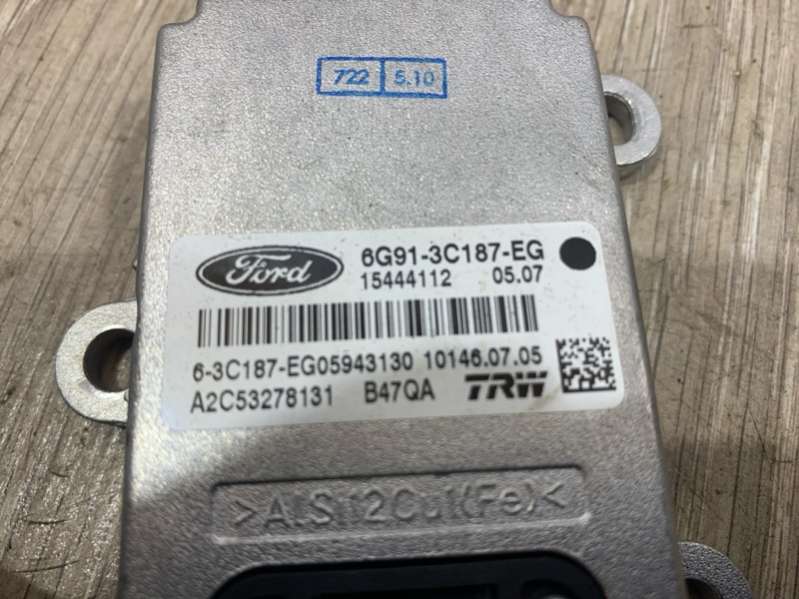 722 5.10
Ford 6G91-3C187-EG
15444112 05.07
6-3C187-EG05943130 10146.07.05
A2C53278131 B47QA TRW
>AlSi12Cu1(Fe)<